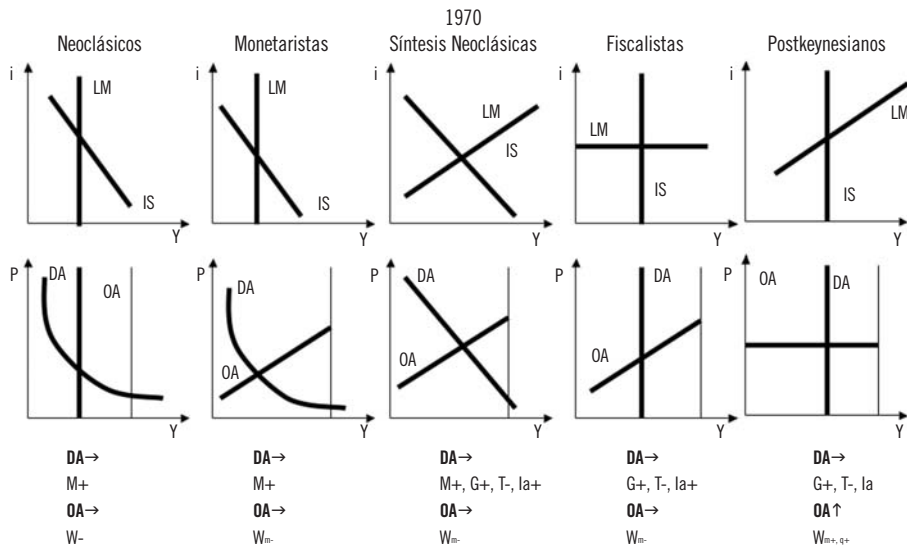 1970
Neoclásicos Monetaristas Síntesis Neoclásicas Fiscalistas Postkeynesianos
i LM IS Y
i LM IS Y
i LM IS Y
i LM IS Y
i LM Y
P DA OA Y
P DA OA Y
P DA OA Y
P DA OA Y
P OA DA Y
DA→ DA→ DA→ DA→ DA→
M+ M+ M+, G+, T-, Ia+ G+, T-, Ia+ G+, T-, Ia
OA→ OA→ OA→ OA→ OA↑
W- Wm- Wm- Wm- Wm+, q+